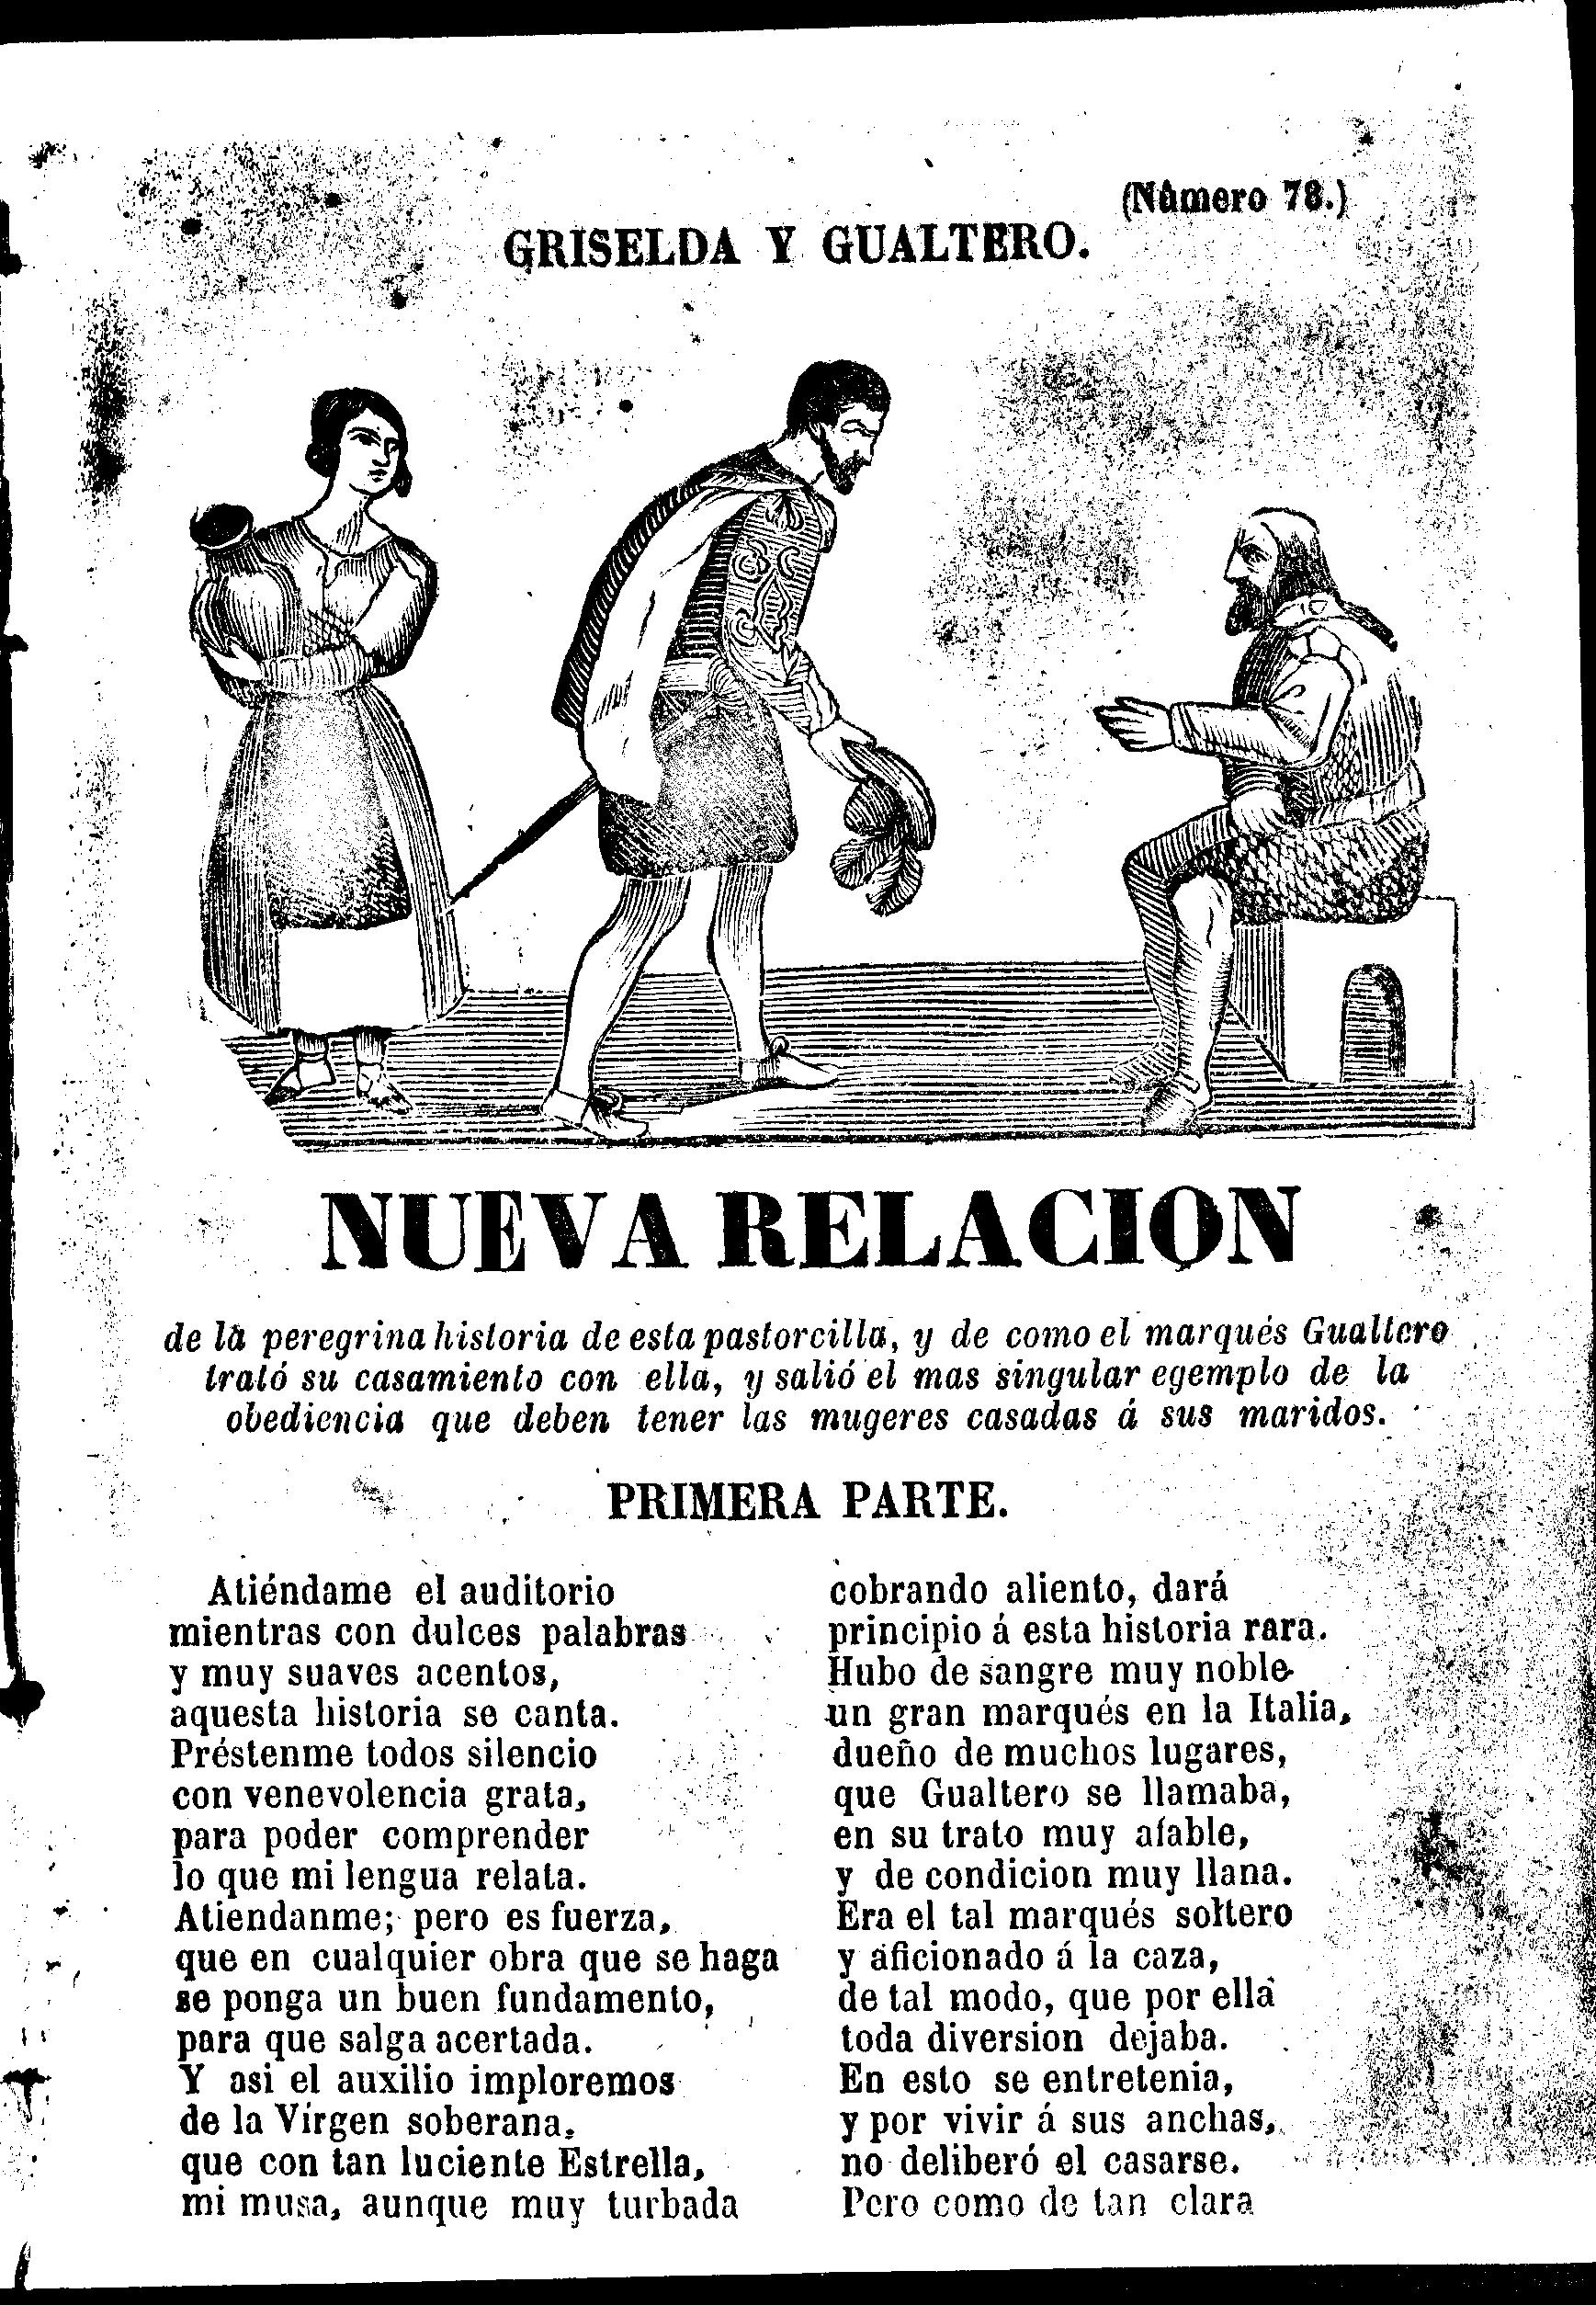 (Número 78.)
GRISELDA Y GUALTERO.
NUEVA RELACION
de la peregrina historia de esta pastorcilla, y de como el marqués Gualtero
trató su casamiento con ella, y salió el mas singular egemplo de la
obediencia que deben tener las mugeres casadas á sus maridos.
PRIMERA PARTE.
Atiéndame el auditorio
mientras con dulces palabras
y muy suaves acentos,
aquesta historia se canta.
Préstenme todos silencio
con venevolencia grata,
para poder comprender
lo que mi lengua relata.
Atiendanme; pero es fuerza,
que en cualquier obra que se haga
se ponga un buen fundamento,
para que salga acertada.
Y asi el auxilio imploremos
de la Vírgen soberana,
que con tan luciente Estrella,
mi musa, aunque muy turbada
cobrando aliento, dará
principio á esta historia rara.
Hubo de sangre muy noble
un gran marqués en la Italia,
dueño de muchos lugares,
que Gualtero se llamaba,
en su trato muy afable,
y de condicion muy llana.
Era el tal marqués soltero
y aficionado á la caza,
de tal modo, que por ella
toda diversion dejaba.
En esto se entretenia,
y por vivir á sus anchas,
no deliberó el casarse.
Pero como de tan clara